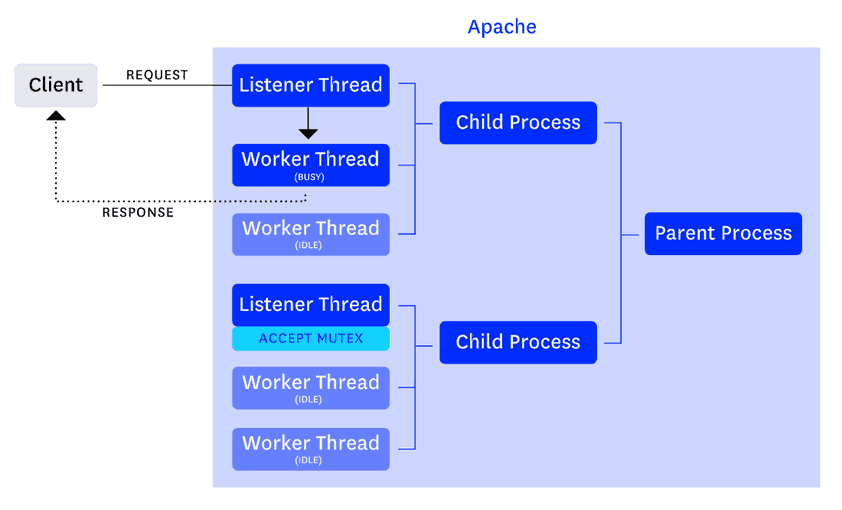 Apache
Client
REQUEST
Listener Thread
Child Process
Worker Thread
(BUSY)
RESPONSE
Worker Thread
(IDLE)
Parent Process
Listener Thread
ACCEPT MUTEX
Child Process
Worker Thread
(IDLE)
Worker Thread
(IDLE)